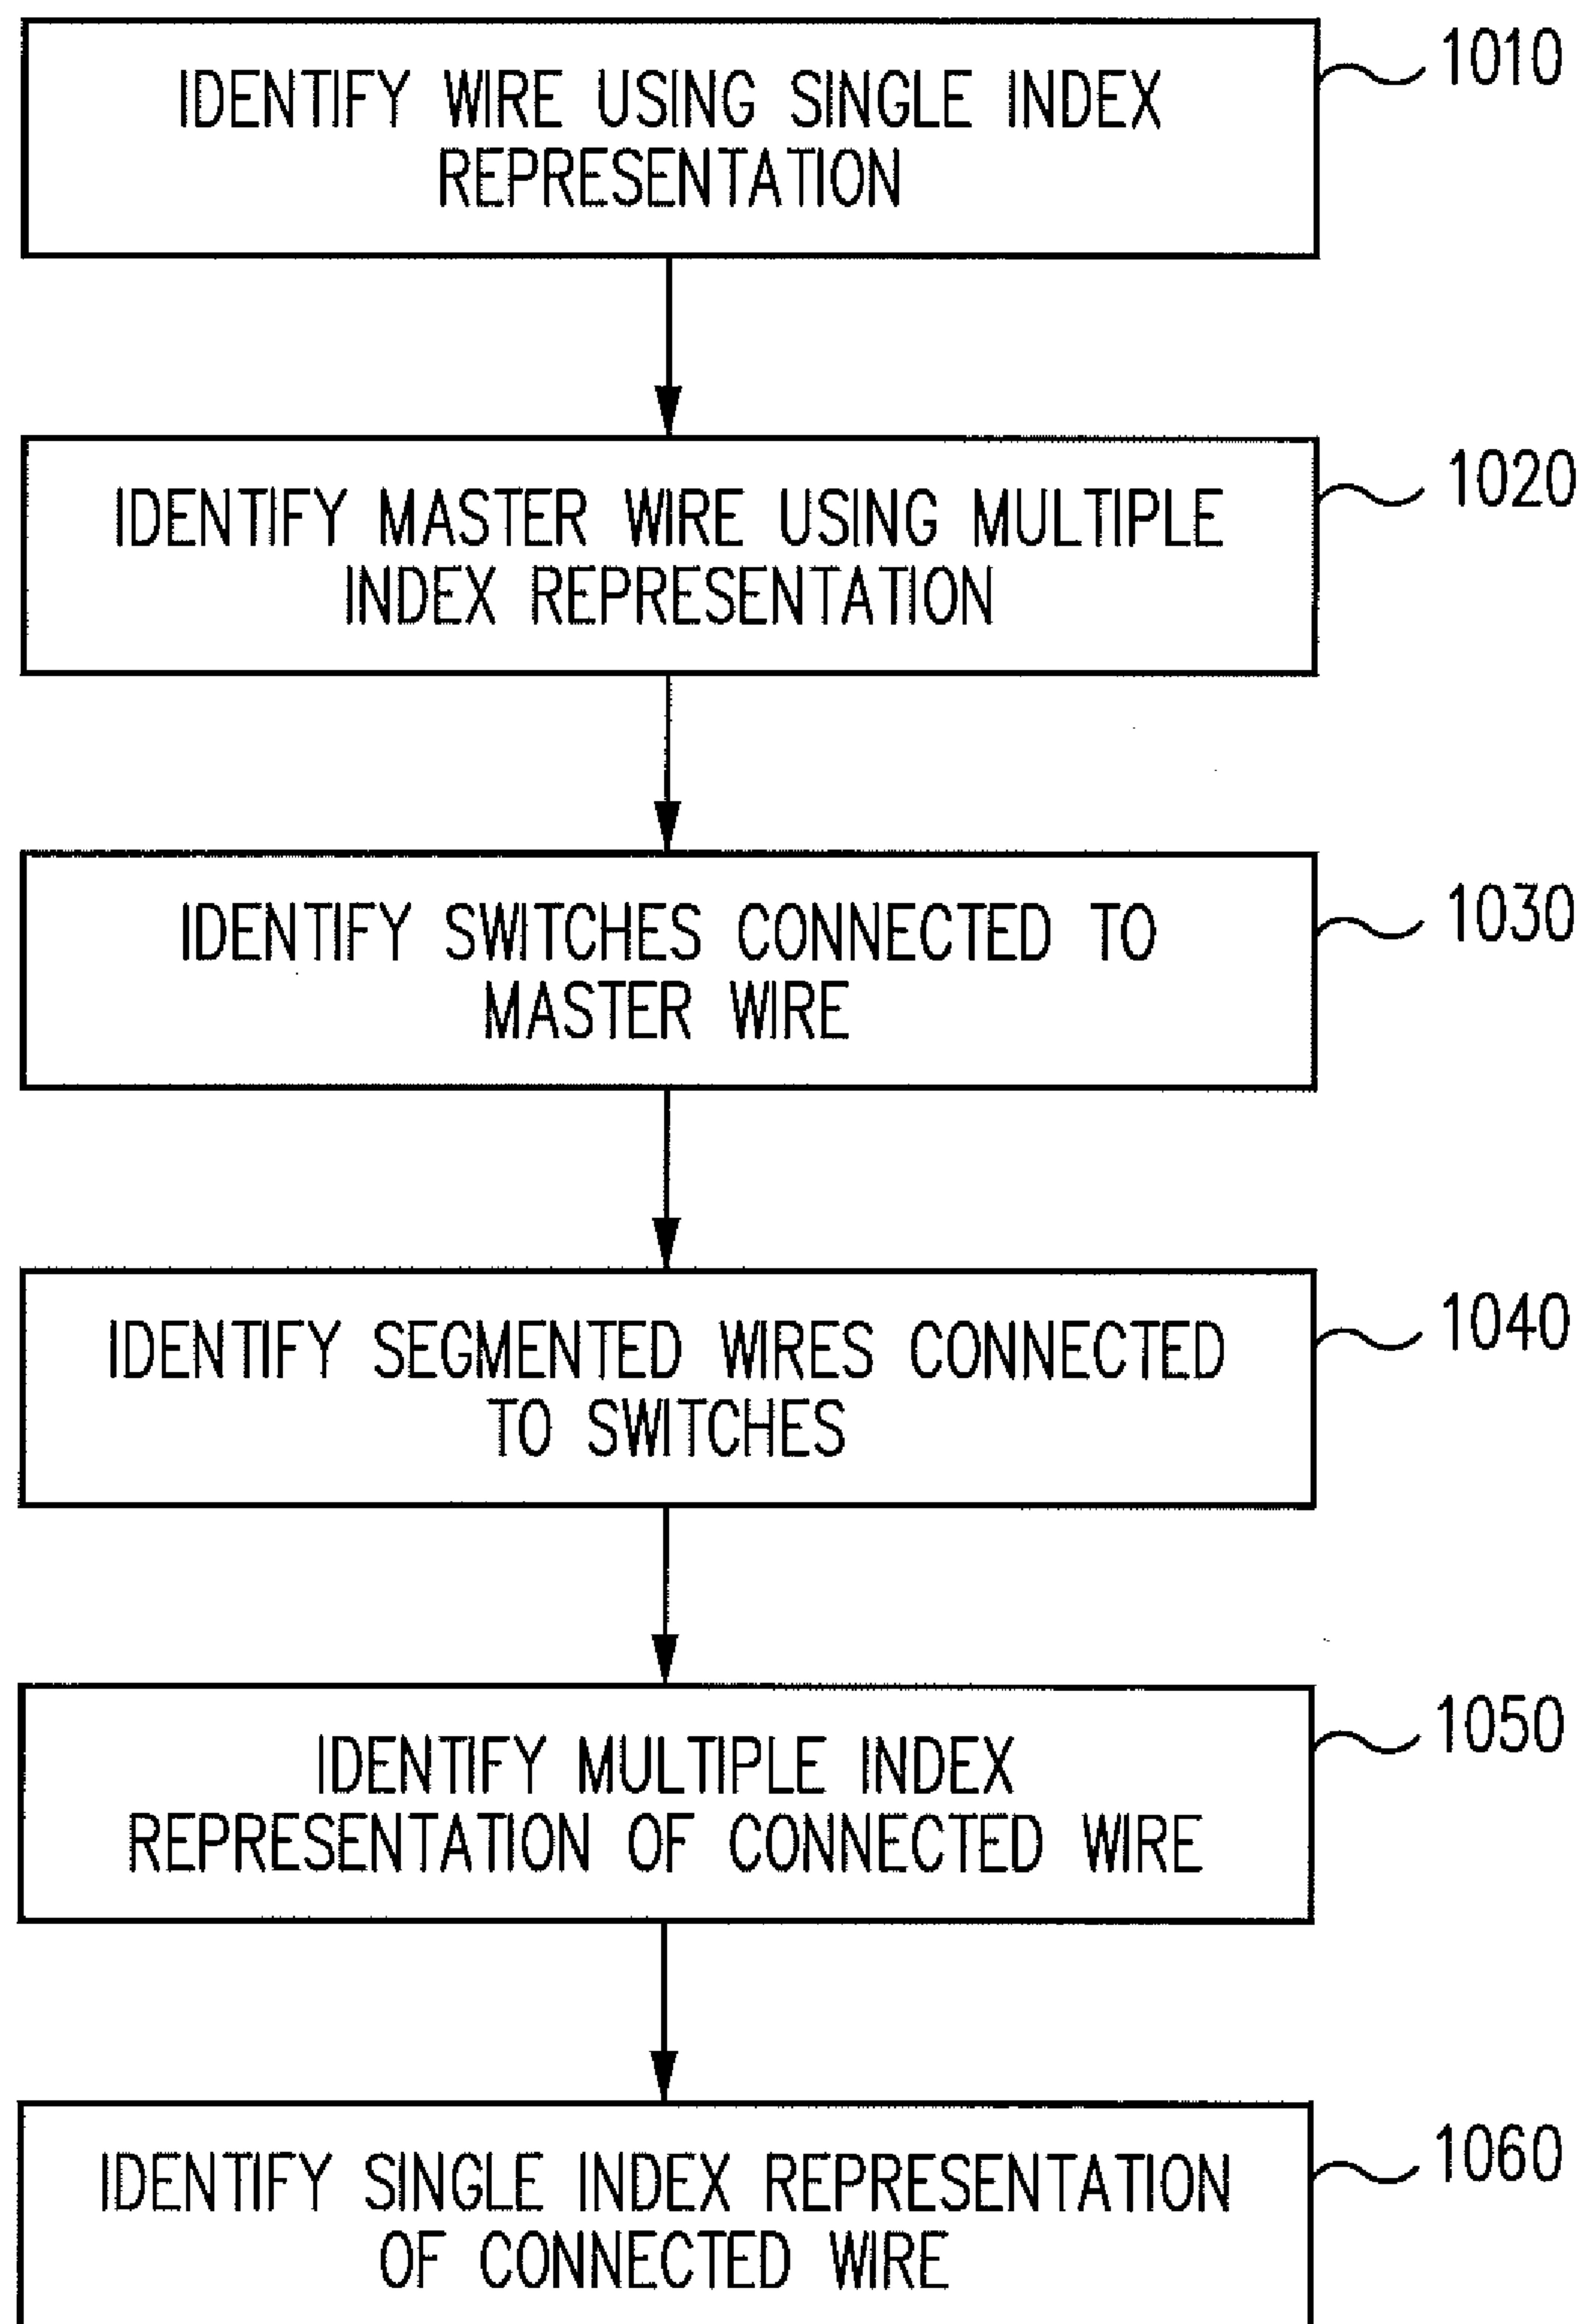 IDENTIFY WIRE USING SINGLE INDEX
REPRESENTATION
1010
IDENTIFY MASTER WIRE USING MULTIPLE
INDEX REPRESENTATION
1020
IDENTIFY SWITCHES CONNECTED TO
MASTER WIRE
1030
IDENTIFY SEGMENTED WIRES CONNECTED
TO SWITCHES
1040
IDENTIFY MULTIPLE INDEX
REPRESENTATION OF CONNECTED WIRE
1050
IDENTIFY SINGLE INDEX REPRESENTATION
OF CONNECTED WIRE
1060